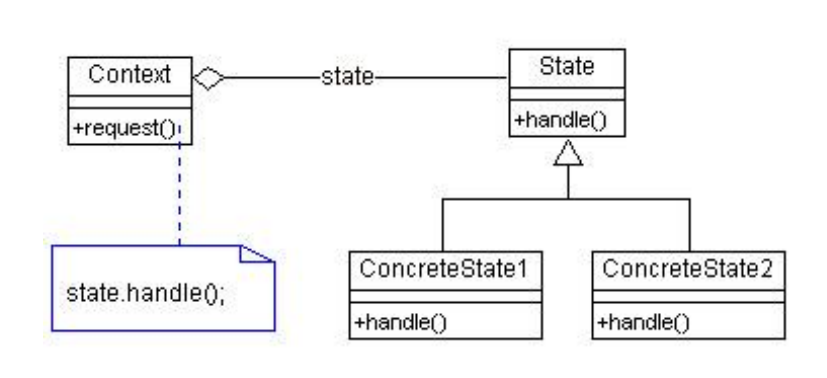 Context
+request()
state
State
+handle()
state.handle();
ConcreteState1
+handle()
ConcreteState2
+handle()